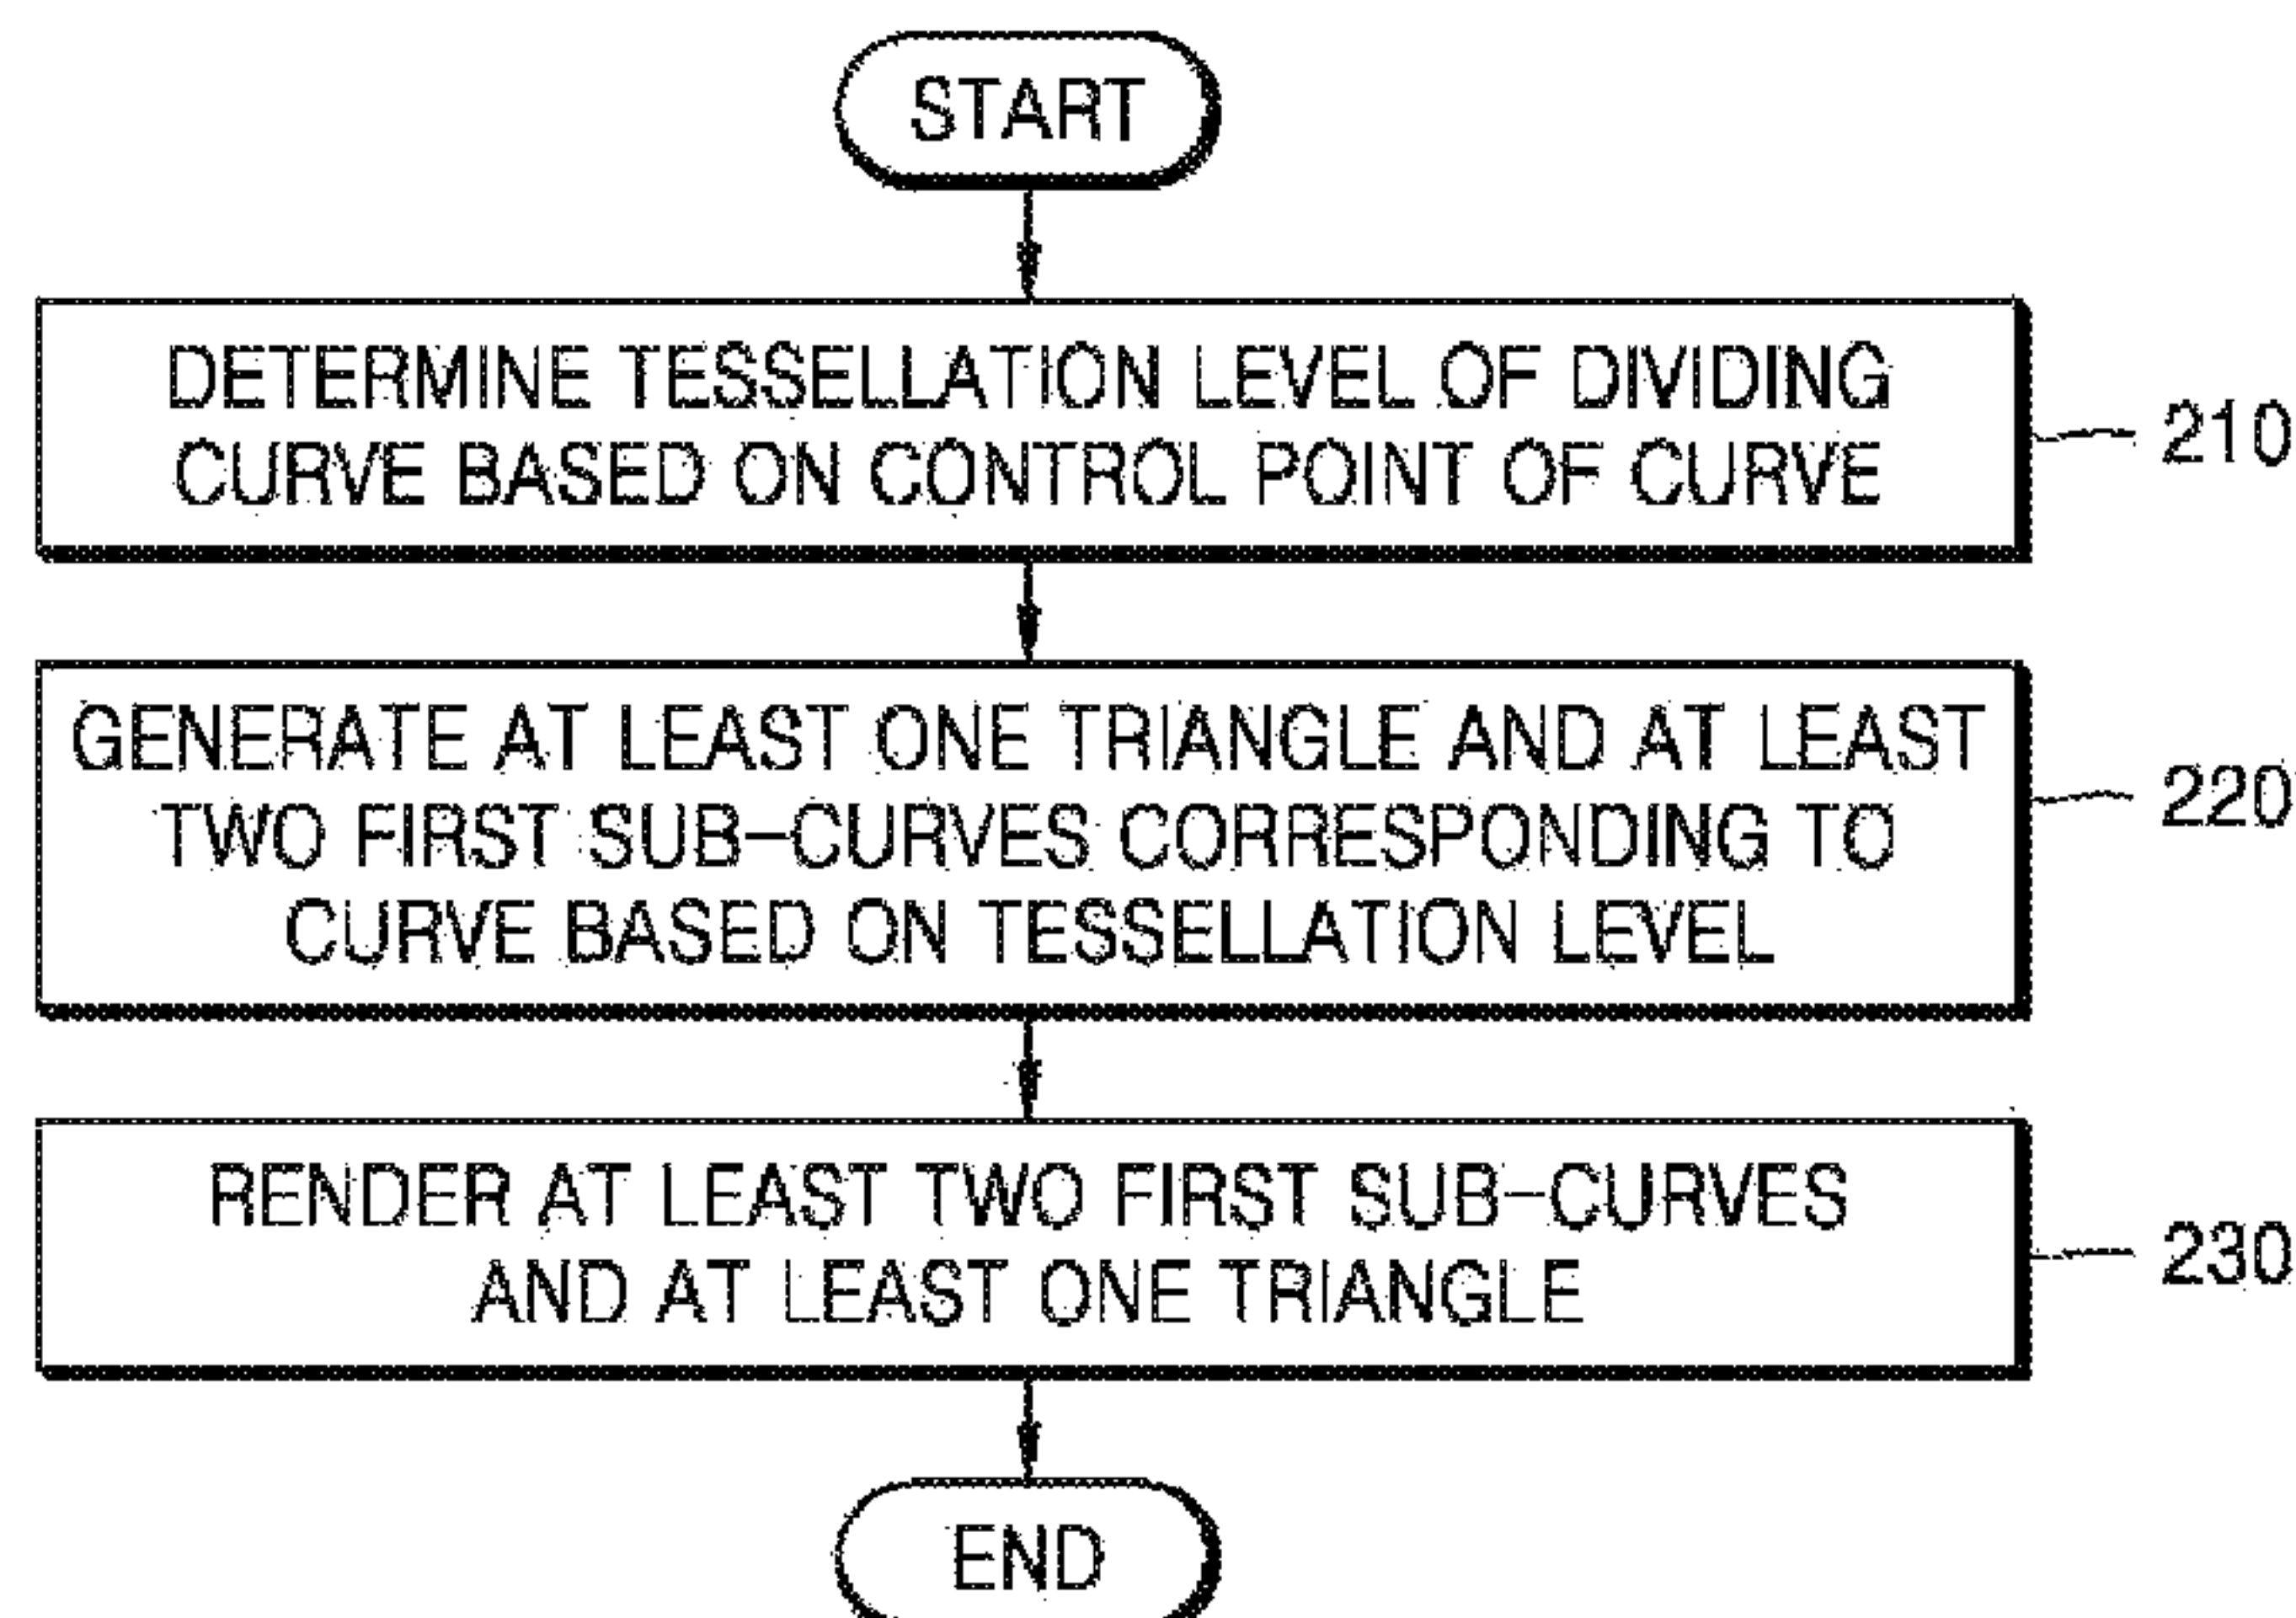 START
DETERMINE TESSELLATION LEVEL OF DIVIDING
CURVE BASED ON CONTROL POINT OF CURVE
210
GENERATE AT LEAST ONE TRIANGLE AND AT LEAST
TWO FIRST SUB-CURVES CORRESPONDING TO
CURVE BASED ON TESSELLATION LEVEL
220
RENDER AT LEAST TWO FIRST SUB-CURVES
AND AT LEAST ONE TRIANGLE
230
END